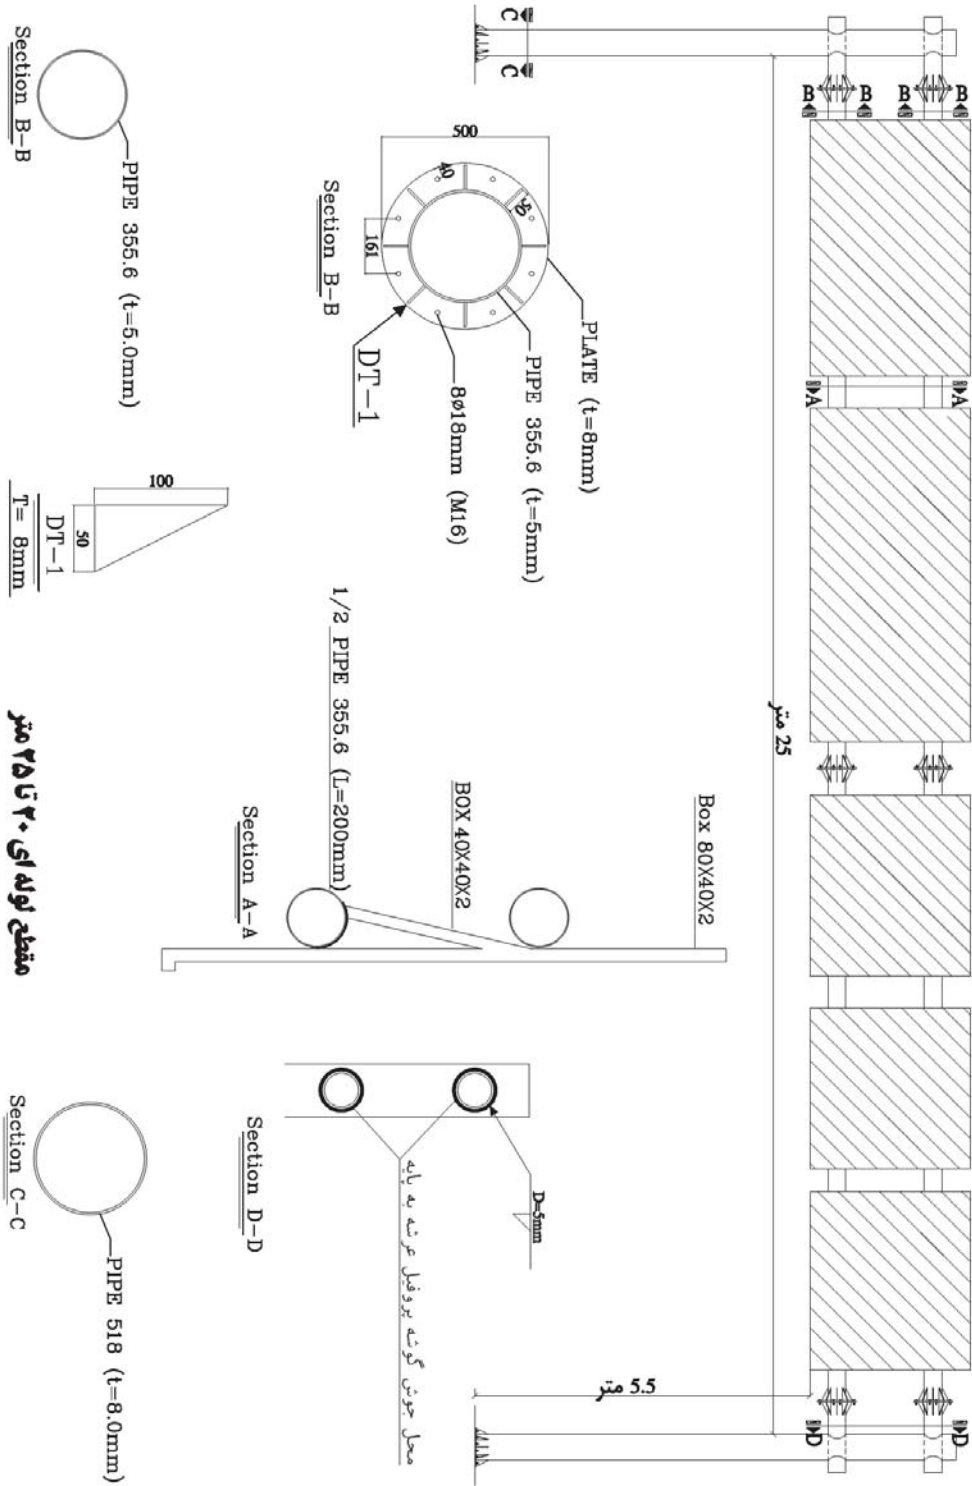 C
C
B
B
B
B
A
A
D
D
25 متر
5.5 متر
Section B-B
PIPE 355.6 (t=5.0mm)
500
40
50
161
Section B-B
PLATE (t=8mm)
PIPE 355.6 (t=5mm)
8ø18mm (M16)
DT-1
100
50
DT-1
T= 8mm
Box 80X40X2
BOX 40X40X2
1/2 PIPE 355.6 (L=200mm)
Section A-A
D=5mm
محل جوش گوشه پروفیل عرشه به پایه
Section D-D
PIPE 518 (t=8.0mm)
Section C-C
مقطع لوله ای ۲۰ تا ۲۵ متر